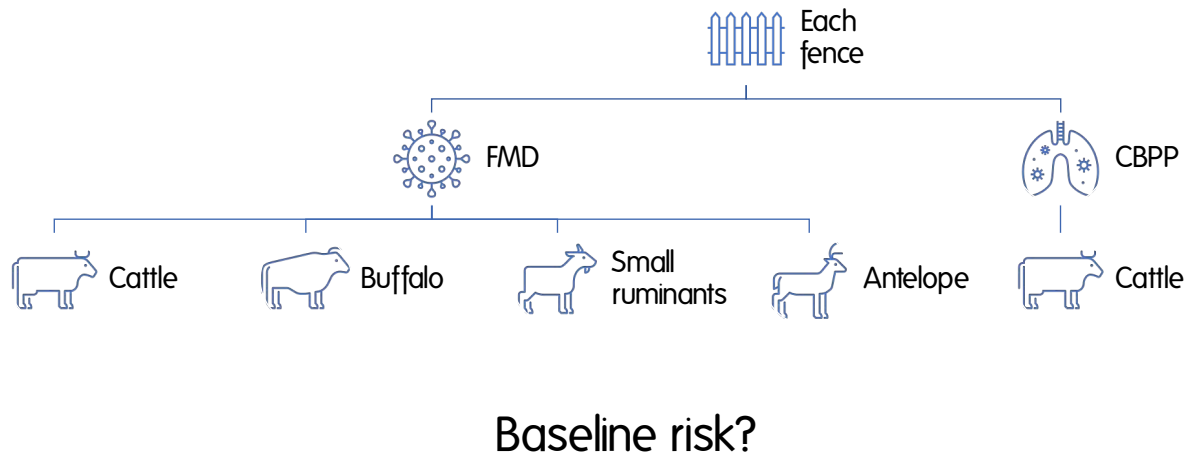 Each
fence
FMD
CBPP
Cattle
Buffalo
Small
ruminants
Antelope
Cattle
Baseline risk?